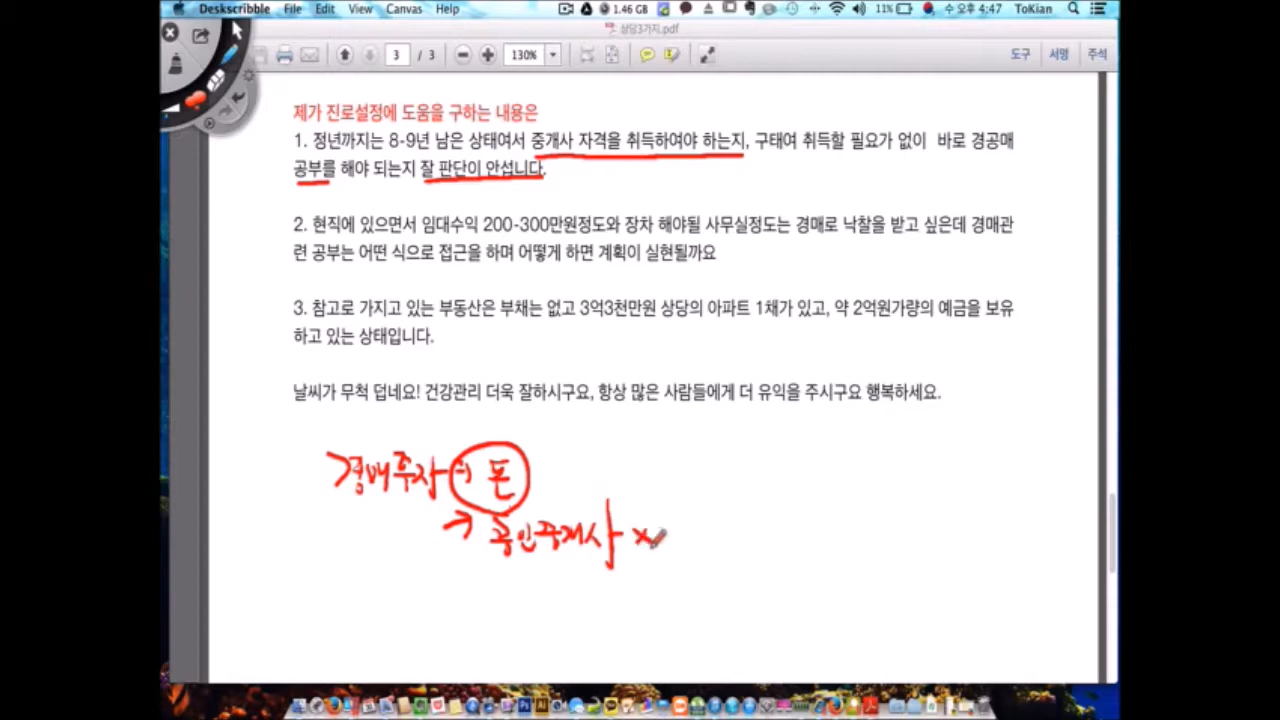 Deskscribble File Edit View Canvas Help 1.46 GB 11% 수 오후 4:47 ToKian
상담3가지.pdf
3 / 3 130% 도구 서명 주석
제가 진로설정에 도움을 구하는 내용은
1. 정년까지는 8-9년 남은 상태여서 중개사 자격을 취득하여야 하는지, 구태여 취득할 필요가 없이 바로 경공매
공부를 해야 되는지 잘 판단이 안섭니다.
2. 현직에 있으면서 임대수익 200-300만원정도와 장차 해야될 사무실정도는 경매로 낙찰을 받고 싶은데 경매관
련 공부는 어떤 식으로 접근을 하며 어떻게 하면 계획이 실현될까요
3. 참고로 가지고 있는 부동산은 부채는 없고 3억3천만원 상당의 아파트 1채가 있고, 약 2억원가량의 예금을 보유
하고 있는 상태입니다.
날씨가 무척 덥네요! 건강관리 더욱 잘하시구요, 항상 많은 사람들에게 더 유익을 주시구요 행복하세요.
경매투자 → 돈
→ 공인중개사 x